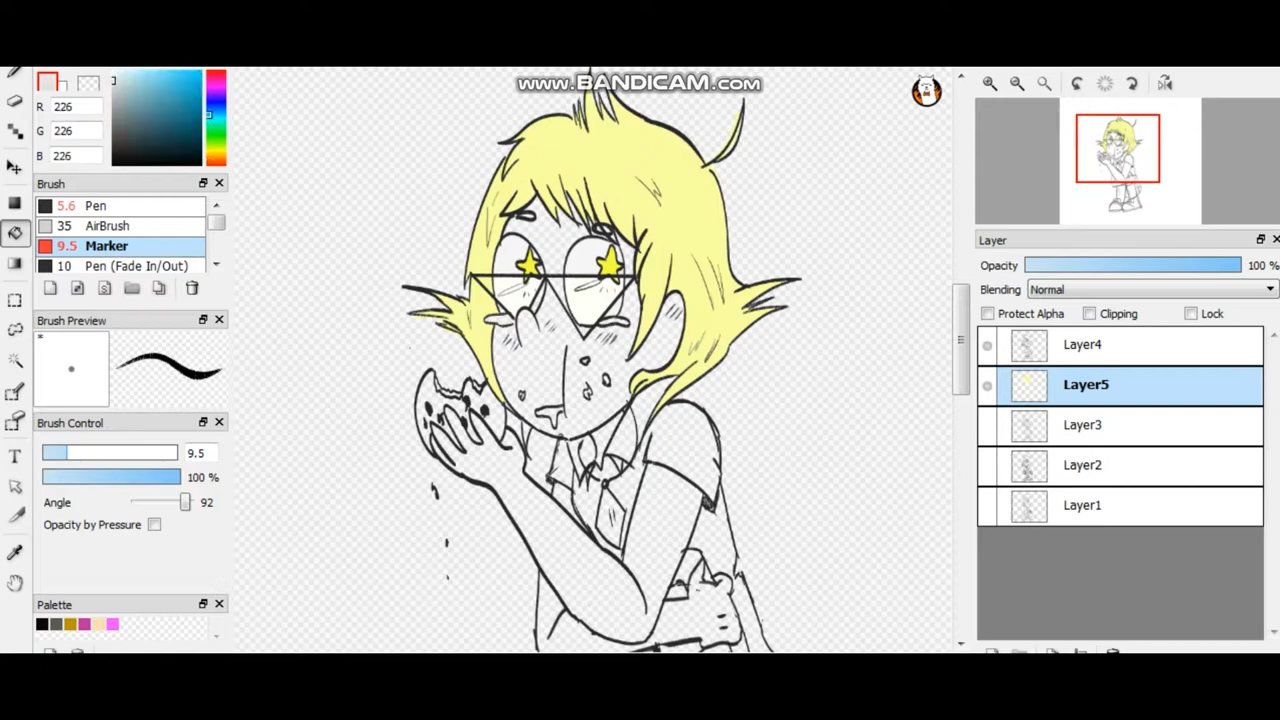 www.BANDICAM.com
R 226
G 226
B 226
Brush
5.6 Pen
35 AirBrush
9.5 Marker
10 Pen (Fade In/Out)
Brush Preview
*
Brush Control
9.5
100 %
Angle 92
Opacity by Pressure
Palette
T
Layer
Opacity 100 %
Blending Normal
Protect Alpha Clipping Lock
Layer4
Layer5
Layer3
Layer2
Layer1